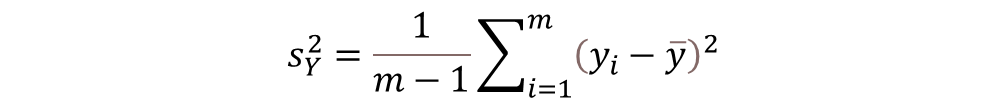 $s_Y^2 = \frac{1}{m-1} \sum_{i=1}^{m} (y_i - \bar{y})^2$